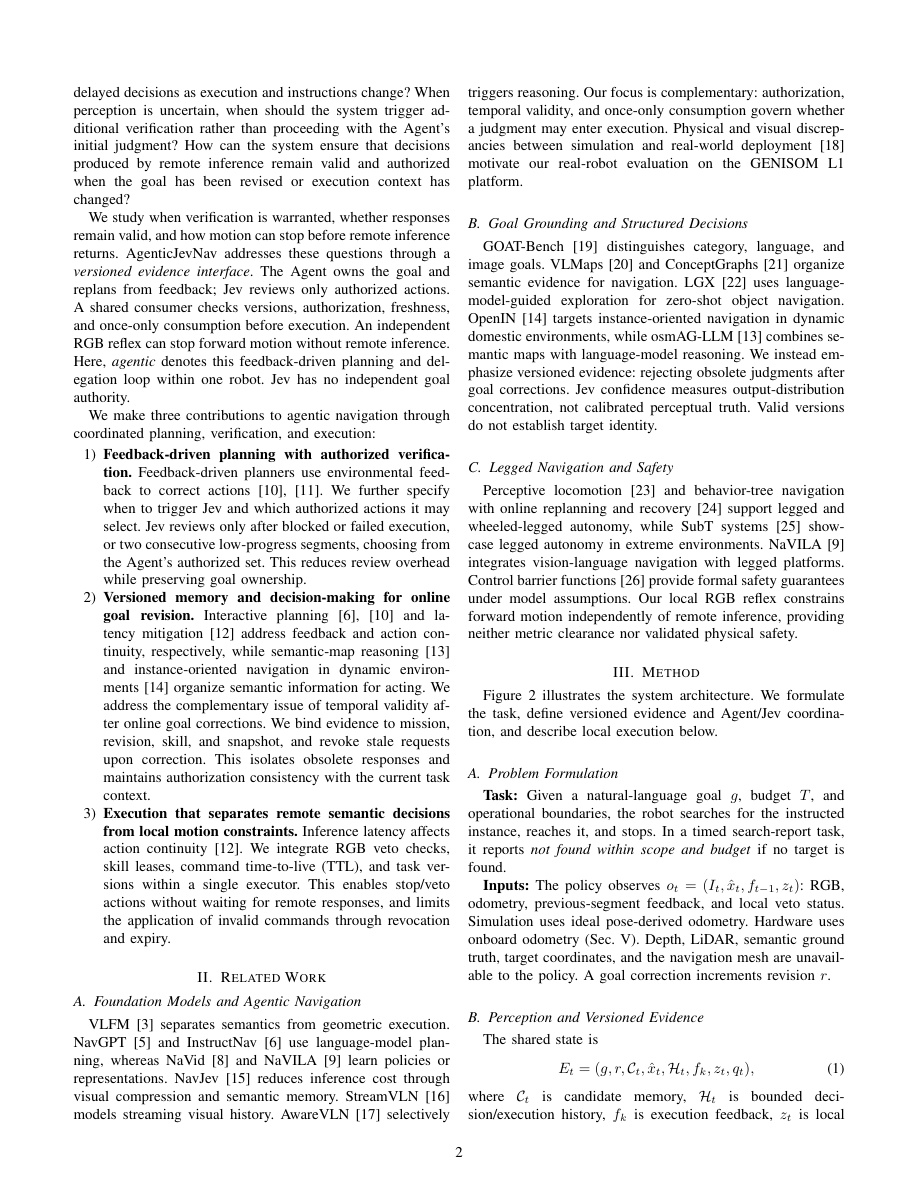 delayed decisions as execution and instructions change? When
perception is uncertain, when should the system trigger ad-
ditional verification rather than proceeding with the Agent's
initial judgment? How can the system ensure that decisions
produced by remote inference remain valid and authorized
when the goal has been revised or execution context has
changed?
We study when verification is warranted, whether responses
remain valid, and how motion can stop before remote inference
returns. AgenticJevNav addresses these questions through a
versioned evidence interface. The Agent owns the goal and
replans from feedback; Jev reviews only authorized actions.
A shared consumer checks versions, authorization, freshness,
and once-only consumption before execution. An independent
RGB reflex can stop forward motion without remote inference.
Here, agentic denotes this feedback-driven planning and del-
egation loop within one robot. Jev has no independent goal
authority.
We make three contributions to agentic navigation through
coordinated planning, verification, and execution:
1) Feedback-driven planning with authorized verifica-
tion. Feedback-driven planners use environmental feed-
back to correct actions [10], [11]. We further specify
when to trigger Jev and which authorized actions it may
select. Jev reviews only after blocked or failed execution,
or two consecutive low-progress segments, choosing from
the Agent's authorized set. This reduces review overhead
while preserving goal ownership.
2) Versioned memory and decision-making for online
goal revision. Interactive planning [6], [10] and la-
tency mitigation [12] address feedback and action con-
tinuity, respectively, while semantic-map reasoning [13]
and instance-oriented navigation in dynamic environ-
ments [14] organize semantic information for acting. We
address the complementary issue of temporal validity af-
ter online goal corrections. We bind evidence to mission,
revision, skill, and snapshot, and revoke stale requests
upon correction. This isolates obsolete responses and
maintains authorization consistency with the current task
context.
3) Execution that separates remote semantic decisions
from local motion constraints. Inference latency affects
action continuity [12]. We integrate RGB veto checks,
skill leases, command time-to-live (TTL), and task ver-
sions within a single executor. This enables stop/veto
actions without waiting for remote responses, and limits
the application of invalid commands through revocation
and expiry.
II. RELATED WORK
A. Foundation Models and Agentic Navigation
VLFM [3] separates semantics from geometric execution.
NavGPT [5] and InstructNav [6] use language-model plan-
ning, whereas NaVid [8] and NaVILA [9] learn policies or
representations. NavJev [15] reduces inference cost through
visual compression and semantic memory. StreamVLN [16]
models streaming visual history. AwareVLN [17] selectively
triggers reasoning. Our focus is complementary: authorization,
temporal validity, and once-only consumption govern whether
a judgment may enter execution. Physical and visual discrep-
ancies between simulation and real-world deployment [18]
motivate our real-robot evaluation on the GENISOM L1
platform.
B. Goal Grounding and Structured Decisions
GOAT-Bench [19] distinguishes category, language, and
image goals. VLMaps [20] and ConceptGraphs [21] organize
semantic evidence for navigation. LGX [22] uses language-
model-guided exploration for zero-shot object navigation.
OpenIN [14] targets instance-oriented navigation in dynamic
domestic environments, while osmAG-LLM [13] combines se-
mantic maps with language-model reasoning. We instead em-
phasize versioned evidence: rejecting obsolete judgments after
goal corrections. Jev confidence measures output-distribution
concentration, not calibrated perceptual truth. Valid versions
do not establish target identity.
C. Legged Navigation and Safety
Perceptive locomotion [23] and behavior-tree navigation
with online replanning and recovery [24] support legged and
wheeled-legged autonomy, while SubT systems [25] show-
case legged autonomy in extreme environments. NaVILA [9]
integrates vision-language navigation with legged platforms.
Control barrier functions [26] provide formal safety guarantees
under model assumptions. Our local RGB reflex constrains
forward motion independently of remote inference, providing
neither metric clearance nor validated physical safety.
III. METHOD
Figure 2 illustrates the system architecture. We formulate
the task, define versioned evidence and Agent/Jev coordina-
tion, and describe local execution below.
A. Problem Formulation
Task: Given a natural-language goal g, budget T, and
operational boundaries, the robot searches for the instructed
instance, reaches it, and stops. In a timed search-report task,
it reports not found within scope and budget if no target is
found.
Inputs: The policy observes o_t = (I_t, x̂_t, f_{t−1}, z_t): RGB,
odometry, previous-segment feedback, and local veto status.
Simulation uses ideal pose-derived odometry. Hardware uses
onboard odometry (Sec. V). Depth, LiDAR, semantic ground
truth, target coordinates, and the navigation mesh are unavail-
able to the policy. A goal correction increments revision r.
B. Perception and Versioned Evidence
The shared state is
E_t = (g, r, C_t, x̂_t, H_t, f_k, z_t, q_t), (1)
where C_t is candidate memory, H_t is bounded deci-
sion/execution history, f_k is execution feedback, z_t is local
2